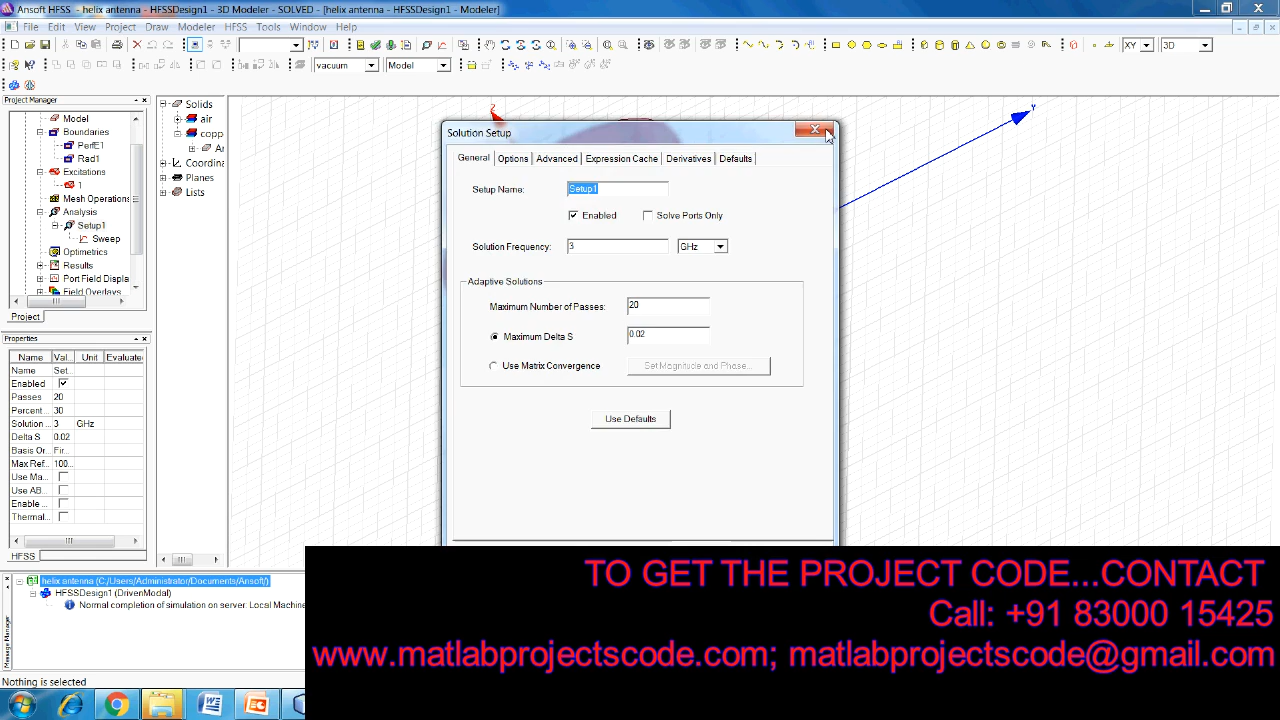 Ansoft HFSS - helix antenna - HFSSDesign1 - 3D Modeler - SOLVED - [helix antenna - HFSSDesign1 - Modeler]
File Edit View Project Draw Modeler HFSS Tools Window Help
XY 3D
vacuum Model
Project Manager
Model
Boundaries
PerfE1
Rad1
Excitations
1
Mesh Operations
Analysis
Setup1
Sweep
Optimetrics
Results
Port Field Displa
Field Overlays
Project
Solids
air
copp
Coordina
Planes
Lists
Z
Y
Properties
Name Val... Unit Evaluated
Name Set...
Enabled
Passes 20
Percent... 30
Solution ... 3 GHz
Delta S 0.02
Basis Or... Fir...
Max Ref... 100...
Use Ma...
Use AB...
Enable ...
Thermal...
HFSS
Solution Setup
General Options Advanced Expression Cache Derivatives Defaults
Setup Name: Setup1
Enabled Solve Ports Only
Solution Frequency: 3 GHz
Adaptive Solutions
Maximum Number of Passes: 20
Maximum Delta S 0.02
Use Matrix Convergence Set Magnitude and Phase...
Use Defaults
Message Manager
helix antenna (C:/Users/Administrator/Documents/Ansoft/)
HFSSDesign1 (DrivenModal)
Normal completion of simulation on server: Local Machine
Nothing is selected
TO GET THE PROJECT CODE...CONTACT
Call: +91 83000 15425
www.matlabprojectscode.com; matlabprojectscode@gmail.com